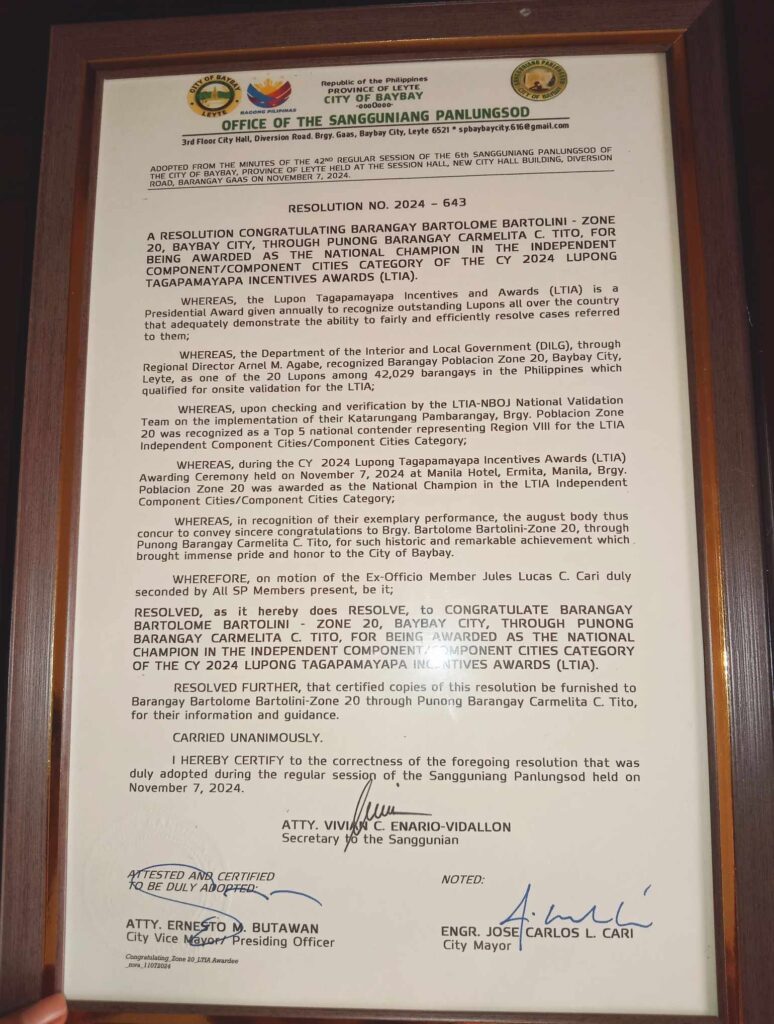 CITY OF BAYBAY
LEYTE
BAGONG PILIPINAS
Republic of the Philippines
PROVINCE OF LEYTE
CITY OF BAYBAY
-oooOooo-
SANGGUNIANG PANLUNGSOD
CITY OF BAYBAY
OFFICE OF THE SANGGUNIANG PANLUNGSOD
3rd Floor City Hall, Diversion Road. Brgy. Gaas, Baybay City, Leyte 6521 * spbaybaycity.616@gmail.com
ADOPTED FROM THE MINUTES OF THE 42ND REGULAR SESSION OF THE 6th SANGGUNIANG PANLUNGSOD OF
THE CITY OF BAYBAY, PROVINCE OF LEYTE HELD AT THE SESSION HALL, NEW CITY HALL BUILDING, DIVERSION
ROAD, BARANGAY GAAS ON NOVEMBER 7, 2024.
RESOLUTION NO. 2024 – 643
A RESOLUTION CONGRATULATING BARANGAY BARTOLOME BARTOLINI - ZONE
20, BAYBAY CITY, THROUGH PUNONG BARANGAY CARMELITA C. TITO, FOR
BEING AWARDED AS THE NATIONAL CHAMPION IN THE INDEPENDENT
COMPONENT/COMPONENT CITIES CATEGORY OF THE CY 2024 LUPONG
TAGAPAMAYAPA INCENTIVES AWARDS (LTIA).
WHEREAS, the Lupon Tagapamayapa Incentives and Awards (LTIA) is a
Presidential Award given annually to recognize outstanding Lupons all over the country
that adequately demonstrate the ability to fairly and efficiently resolve cases referred
to them;
WHEREAS, the Department of the Interior and Local Government (DILG), through
Regional Director Arnel M. Agabe, recognized Barangay Poblacion Zone 20, Baybay City,
Leyte, as one of the 20 Lupons among 42,029 barangays in the Philippines which
qualified for onsite validation for the LTIA;
WHEREAS, upon checking and verification by the LTIA-NBOJ National Validation
Team on the implementation of their Katarungang Pambarangay, Brgy. Poblacion Zone
20 was recognized as a Top 5 national contender representing Region VIII for the LTIA
Independent Component Cities/Component Cities Category;
WHEREAS, during the CY 2024 Lupong Tagapamayapa Incentives Awards (LTIA)
Awarding Ceremony held on November 7, 2024 at Manila Hotel, Ermita, Manila, Brgy.
Poblacion Zone 20 was awarded as the National Champion in the LTIA Independent
Component Cities/Component Cities Category;
WHEREAS, in recognition of their exemplary performance, the august body thus
concur to convey sincere congratulations to Brgy. Bartolome Bartolini-Zone 20, through
Punong Barangay Carmelita C. Tito, for such historic and remarkable achievement which
brought immense pride and honor to the City of Baybay.
WHEREFORE, on motion of the Ex-Officio Member Jules Lucas C. Cari duly
seconded by All SP Members present, be it;
RESOLVED, as it hereby does RESOLVE, to CONGRATULATE BARANGAY
BARTOLOME BARTOLINI - ZONE 20, BAYBAY CITY, THROUGH PUNONG
BARANGAY CARMELITA C. TITO, FOR BEING AWARDED AS THE NATIONAL
CHAMPION IN THE INDEPENDENT COMPONENT/COMPONENT CITIES CATEGORY
OF THE CY 2024 LUPONG TAGAPAMAYAPA INCENTIVES AWARDS (LTIA).
RESOLVED FURTHER, that certified copies of this resolution be furnished to
Barangay Bartolome Bartolini-Zone 20 through Punong Barangay Carmelita C. Tito,
for their information and guidance.
CARRIED UNANIMOUSLY.
I HEREBY CERTIFY to the correctness of the foregoing resolution that was
duly adopted during the regular session of the Sangguniang Panlungsod held on
November 7, 2024.
ATTY. VIVIAN C. ENARIO-VIDALLON
Secretary to the Sanggunian
ATTESTED AND CERTIFIED
TO BE DULY ADOPTED:
ATTY. ERNESTO M. BUTAWAN
City Vice Mayor/ Presiding Officer
NOTED:
ENGR. JOSE CARLOS L. CARI
City Mayor
Congratulating_Zone 20_LTIA Awardee
_nora_11072024